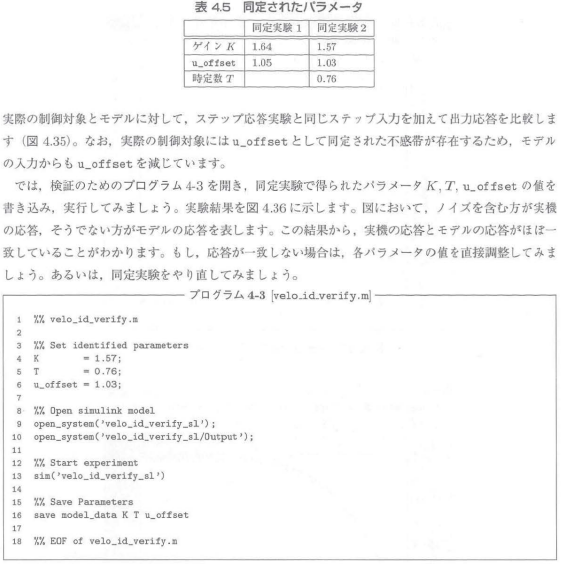 表 4.5 同定されたパラメータ
同定実験 1 同定実験 2
ゲイン K 1.64 1.57
u_offset 1.05 1.03
時定数 T 0.76
実際の制御対象とモデルに対して，ステップ応答実験と同じステップ入力を加えて出力応答を比較しま
す（図 4.35）。なお，実際の制御対象には u_offset として同定された不感帯が存在するため，モデル
の入力からも u_offset を減じています。
では，検証のためのプログラム 4-3 を開き，同定実験で得られたパラメータ K, T, u_offset の値を
書き込み，実行してみましょう。実験結果を図 4.36 に示します。図において，ノイズを含む方が実機
の応答，そうでない方がモデルの応答を表します。この結果から，実機の応答とモデルの応答がほぼ一
致していることがわかります。もし，応答が一致しない場合は，各パラメータの値を直接調整してみま
しょう。あるいは，同定実験をやり直してみましょう。
プログラム 4-3 [velo_id_verify.m]
1 %% velo_id_verify.m
2
3 %% Set identified parameters
4 K = 1.57;
5 T = 0.76;
6 u_offset = 1.03;
7
8 %% Open simulink model
9 open_system('velo_id_verify_sl');
10 open_system('velo_id_verify_sl/Output');
11
12 %% Start experiment
13 sim('velo_id_verify_sl')
14
15 %% Save Parameters
16 save model_data K T u_offset
17
18 %% EOF of velo_id_verify.m